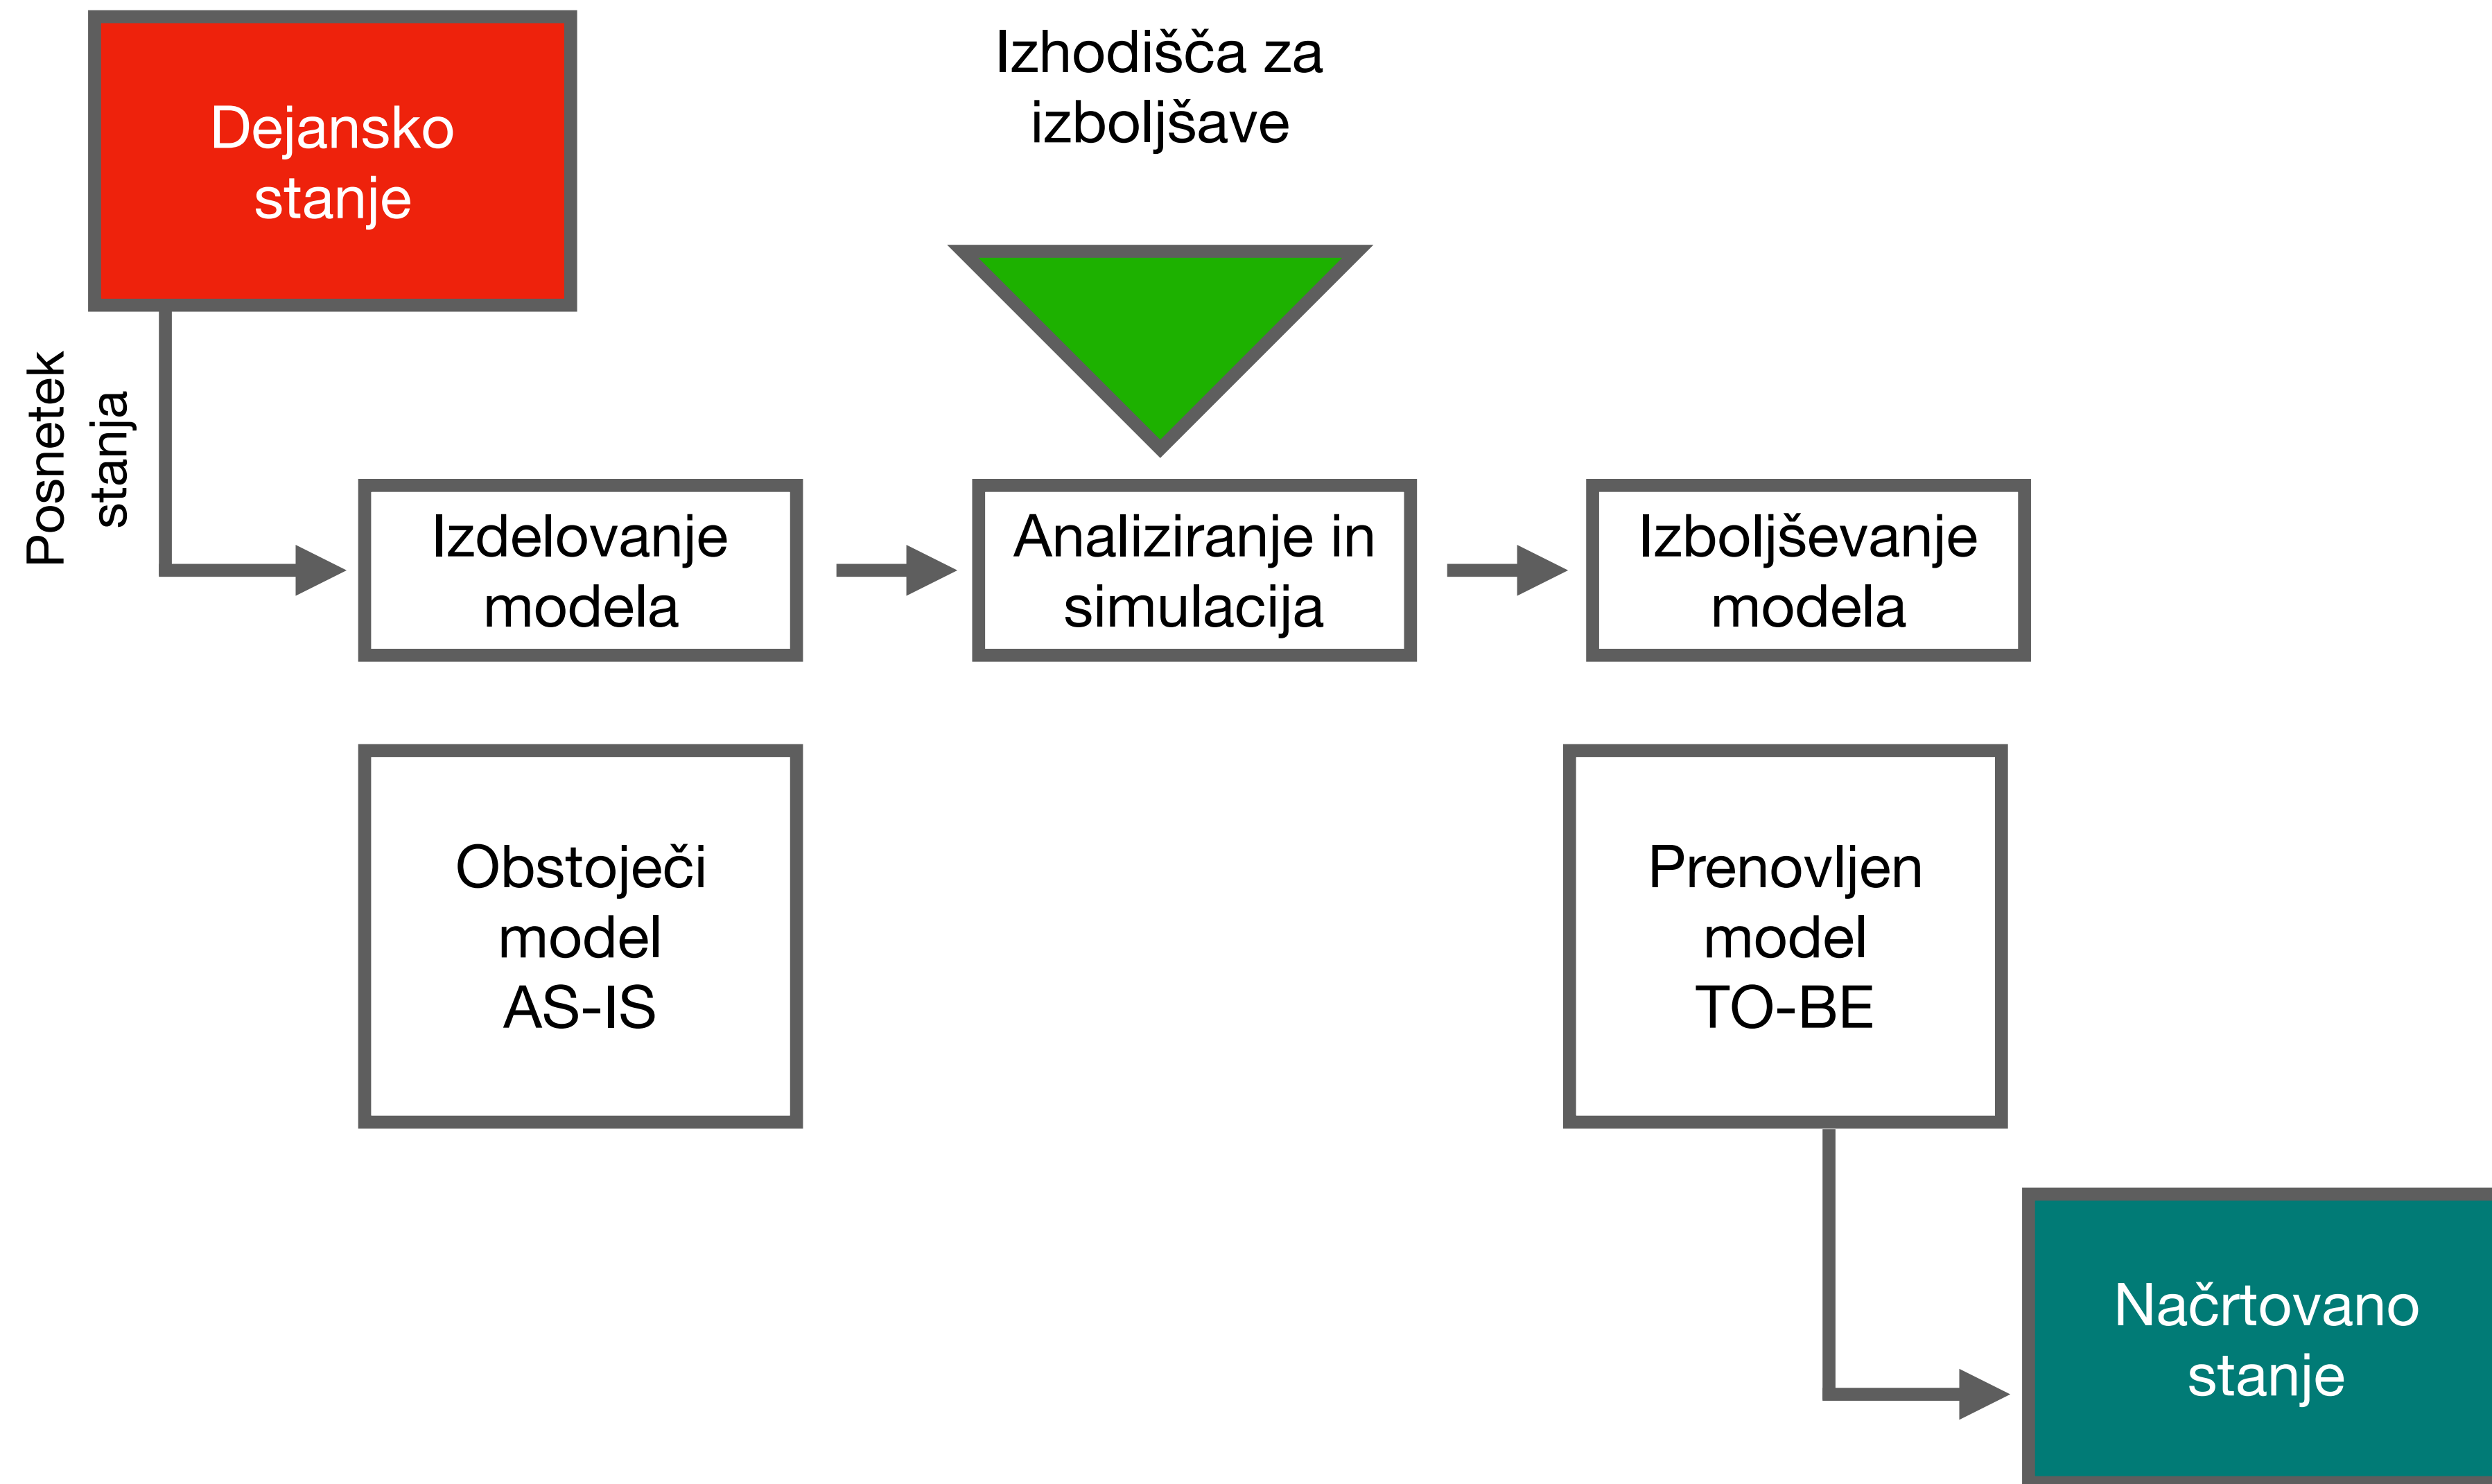 Dejansko
stanje
Izhodišča za
izboljšave
Posnetek
stanja
Izdelovanje
modela
Analiziranje in
simulacija
Izboljševanje
modela
Obstoječi
model
AS-IS
Prenovljen
model
TO-BE
Načrtovano
stanje